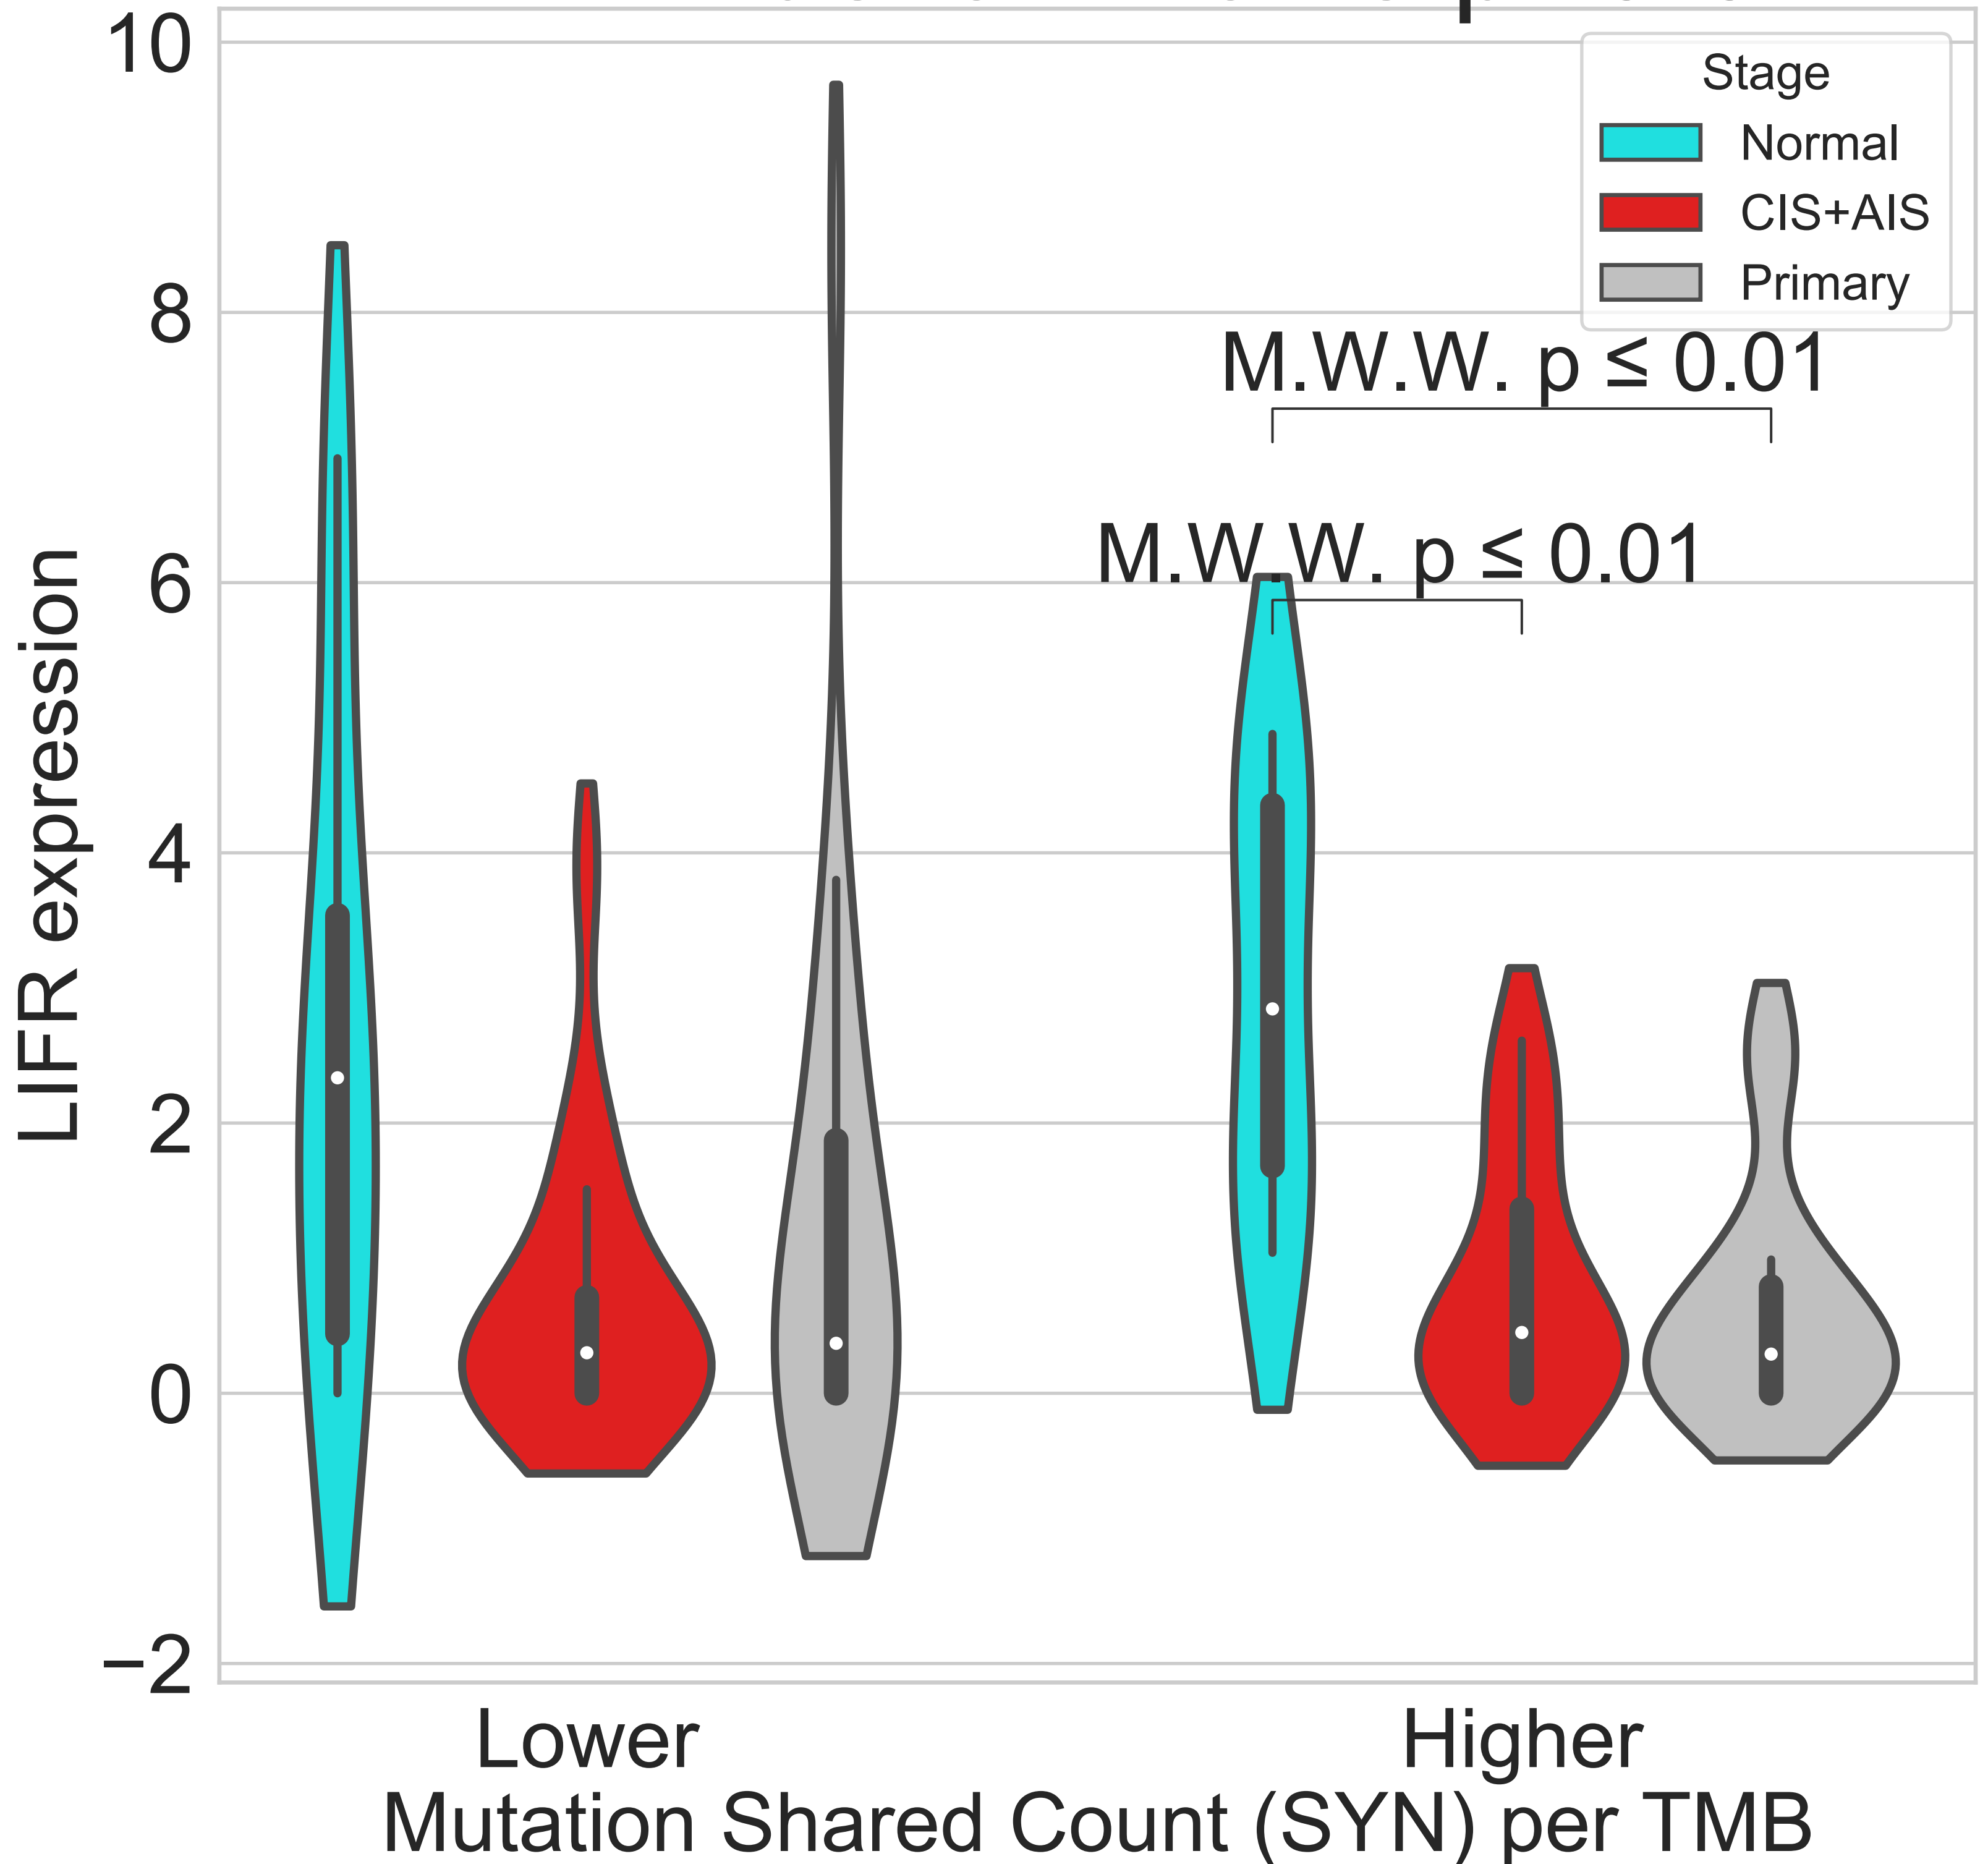 10
8
6
4
2
0
−2
LIFR expression
Stage
Normal
CIS+AIS
Primary
M.W.W. p ≤ 0.01
M.W.W. p ≤ 0.01
Lower
Higher
Mutation Shared Count (SYN) per TMB